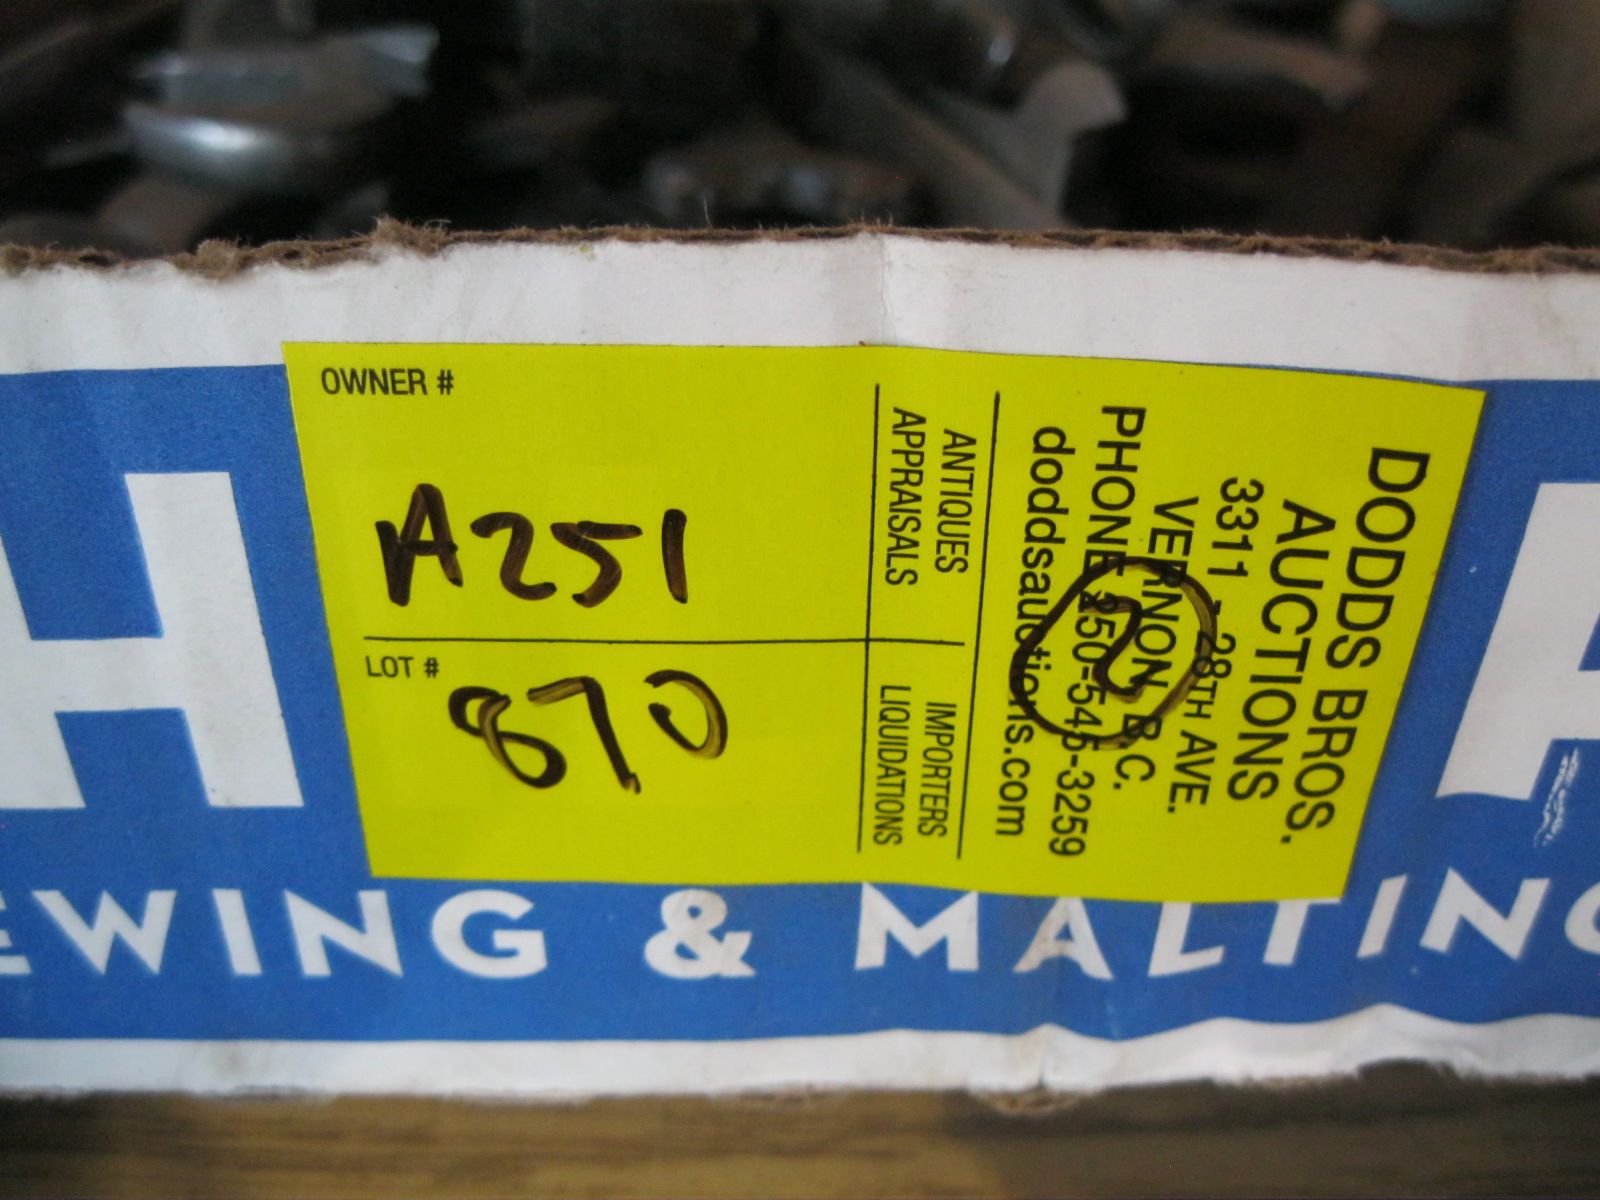 OWNER #
A251
LOT #
870
ANTIQUES
APPRAISALS
IMPORTERS
LIQUIDATIONS
DODDS BROS.
AUCTIONS
3311 - 28TH AVE.
VERNON, B.C.
PHONE 250-545-3259
doddsauctions.com
2
H
EWING & MALTING